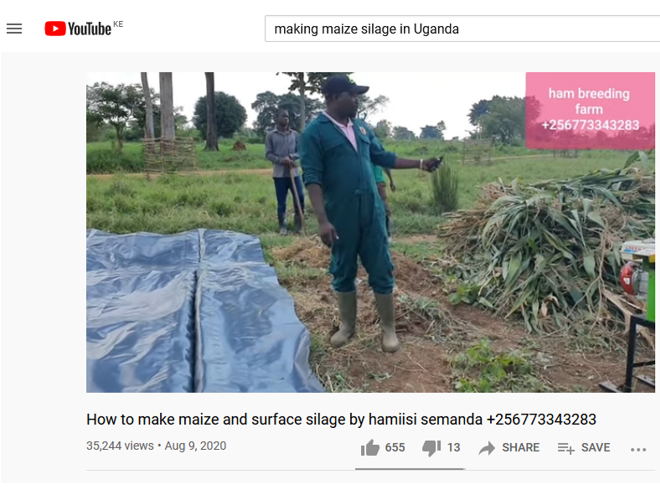 YouTube KE
making maize silage in Uganda
ham breeding
farm
+256773343283
How to make maize and surface silage by hamiisi semanda +256773343283
35,244 views • Aug 9, 2020
655 13 SHARE SAVE